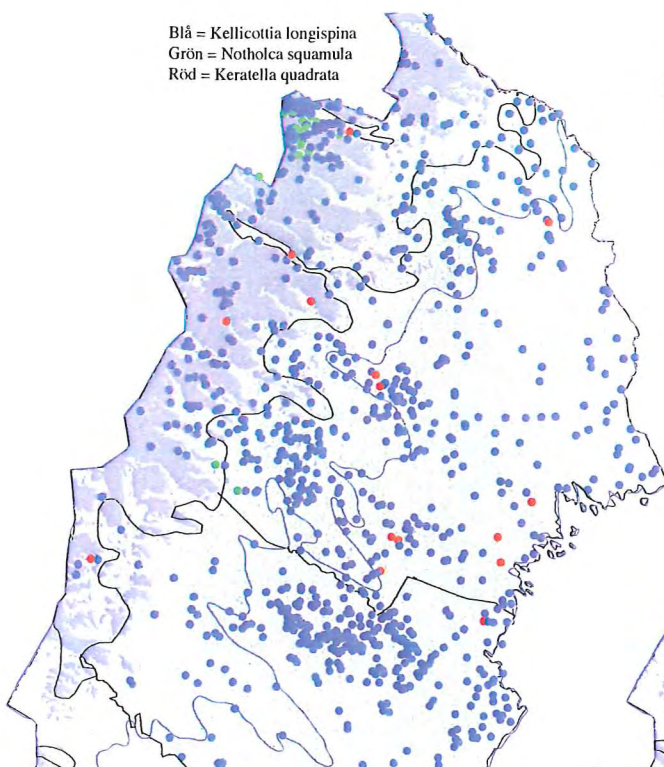 Blå = Kellicottia longispina
Grön = Notholca squamula
Röd = Keratella quadrata